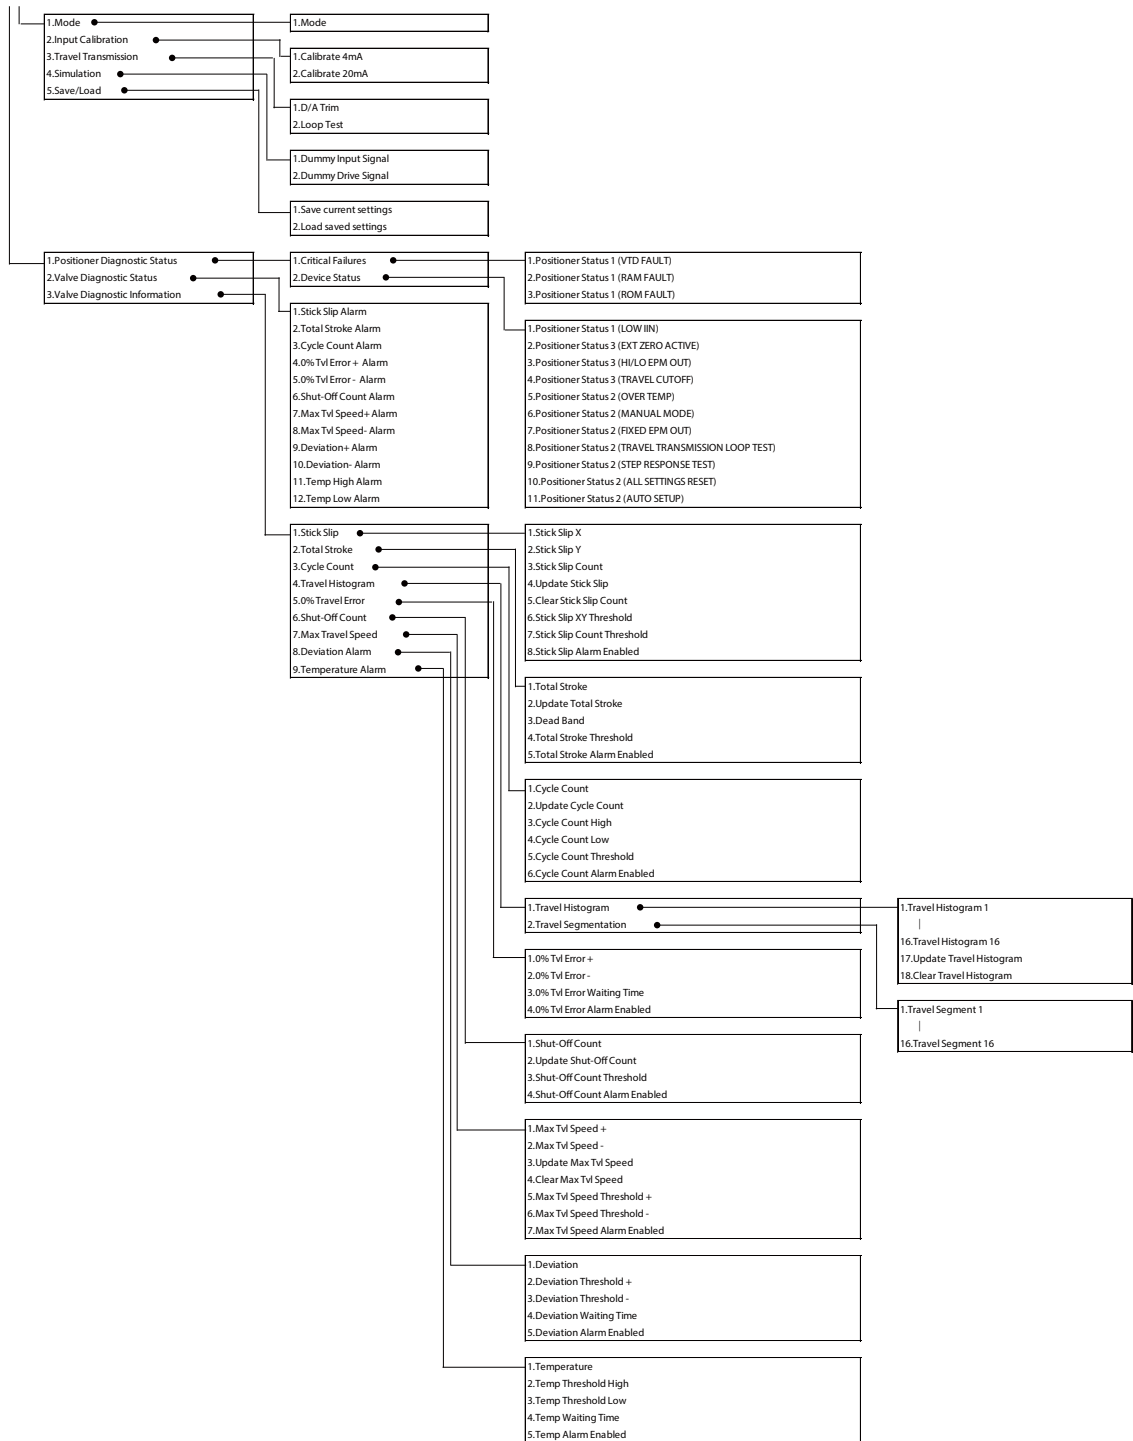 1.Mode
2.Input Calibration
3.Travel Transmission
4.Simulation
5.Save/Load
1.Mode
1.Calibrate 4mA
2.Calibrate 20mA
1.D/A Trim
2.Loop Test
1.Dummy Input Signal
2.Dummy Drive Signal
1.Save current settings
2.Load saved settings
1.Positioner Diagnostic Status
2.Valve Diagnostic Status
3.Valve Diagnostic Information
1.Critical Failures
2.Device Status
1.Positioner Status 1 (VTD FAULT)
2.Positioner Status 1 (RAM FAULT)
3.Positioner Status 1 (ROM FAULT)
1.Stick Slip Alarm
2.Total Stroke Alarm
3.Cycle Count Alarm
4.0% Tvl Error + Alarm
5.0% Tvl Error - Alarm
6.Shut-Off Count Alarm
7.Max Tvl Speed+ Alarm
8.Max Tvl Speed- Alarm
9.Deviation+ Alarm
10.Deviation- Alarm
11.Temp High Alarm
12.Temp Low Alarm
1.Positioner Status 1 (LOW IIN)
2.Positioner Status 3 (EXT ZERO ACTIVE)
3.Positioner Status 3 (HI/LO EPM OUT)
4.Positioner Status 3 (TRAVEL CUTOFF)
5.Positioner Status 2 (OVER TEMP)
6.Positioner Status 2 (MANUAL MODE)
7.Positioner Status 2 (FIXED EPM OUT)
8.Positioner Status 2 (TRAVEL TRANSMISSION LOOP TEST)
9.Positioner Status 2 (STEP RESPONSE TEST)
10.Positioner Status 2 (ALL SETTINGS RESET)
11.Positioner Status 2 (AUTO SETUP)
1.Stick Slip
2.Total Stroke
3.Cycle Count
4.Travel Histogram
5.0% Travel Error
6.Shut-Off Count
7.Max Travel Speed
8.Deviation Alarm
9.Temperature Alarm
1.Stick Slip X
2.Stick Slip Y
3.Stick Slip Count
4.Update Stick Slip
5.Clear Stick Slip Count
6.Stick Slip XY Threshold
7.Stick Slip Count Threshold
8.Stick Slip Alarm Enabled
1.Total Stroke
2.Update Total Stroke
3.Dead Band
4.Total Stroke Threshold
5.Total Stroke Alarm Enabled
1.Cycle Count
2.Update Cycle Count
3.Cycle Count High
4.Cycle Count Low
5.Cycle Count Threshold
6.Cycle Count Alarm Enabled
1.Travel Histogram
2.Travel Segmentation
1.Travel Histogram 1
|
16.Travel Histogram 16
17.Update Travel Histogram
18.Clear Travel Histogram
1.0% Tvl Error +
2.0% Tvl Error -
3.0% Tvl Error Waiting Time
4.0% Tvl Error Alarm Enabled
1.Travel Segment 1
|
16.Travel Segment 16
1.Shut-Off Count
2.Update Shut-Off Count
3.Shut-Off Count Threshold
4.Shut-Off Count Alarm Enabled
1.Max Tvl Speed +
2.Max Tvl Speed -
3.Update Max Tvl Speed
4.Clear Max Tvl Speed
5.Max Tvl Speed Threshold +
6.Max Tvl Speed Threshold -
7.Max Tvl Speed Alarm Enabled
1.Deviation
2.Deviation Threshold +
3.Deviation Threshold -
4.Deviation Waiting Time
5.Deviation Alarm Enabled
1.Temperature
2.Temp Threshold High
3.Temp Threshold Low
4.Temp Waiting Time
5.Temp Alarm Enabled